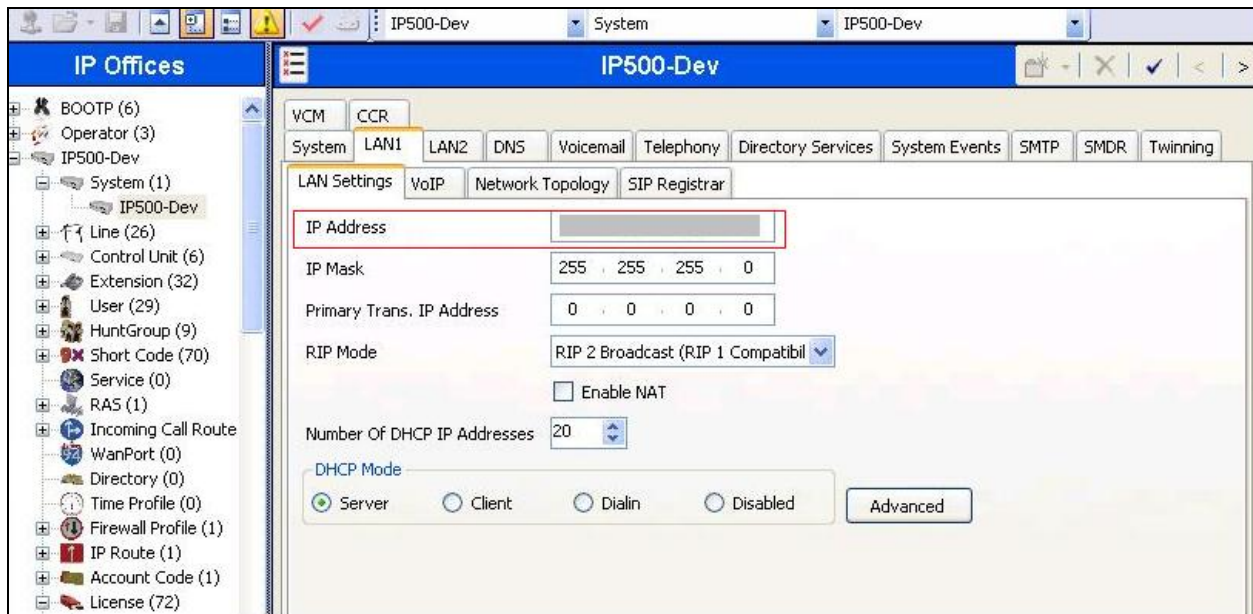 IP500-Dev System IP500-Dev
IP Offices
BOOTP (6)
Operator (3)
IP500-Dev
System (1)
IP500-Dev
Line (26)
Control Unit (6)
Extension (32)
User (29)
HuntGroup (9)
Short Code (70)
Service (0)
RAS (1)
Incoming Call Route
WanPort (0)
Directory (0)
Time Profile (0)
Firewall Profile (1)
IP Route (1)
Account Code (1)
License (72)
IP500-Dev
VCM CCR
System LAN1 LAN2 DNS Voicemail Telephony Directory Services System Events SMTP SMDR Twinning
LAN Settings VoIP Network Topology SIP Registrar
IP Address
IP Mask 255 . 255 . 255 . 0
Primary Trans. IP Address 0 . 0 . 0 . 0
RIP Mode RIP 2 Broadcast (RIP 1 Compatibil
Enable NAT
Number Of DHCP IP Addresses 20
DHCP Mode
Server Client Dialin Disabled Advanced